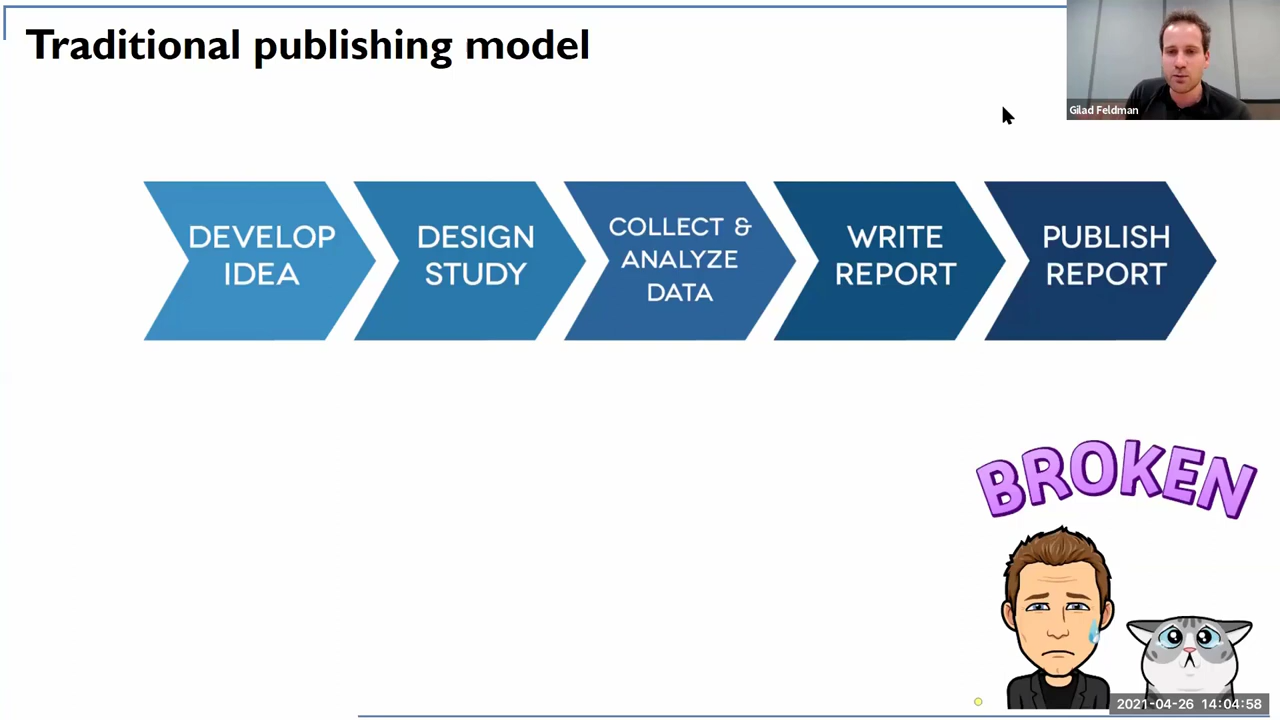 Traditional publishing model
Gilad Feldman
DEVELOP
IDEA
DESIGN
STUDY
COLLECT &
ANALYZE
DATA
WRITE
REPORT
PUBLISH
REPORT
BROKEN
2021-04-26 14:04:58